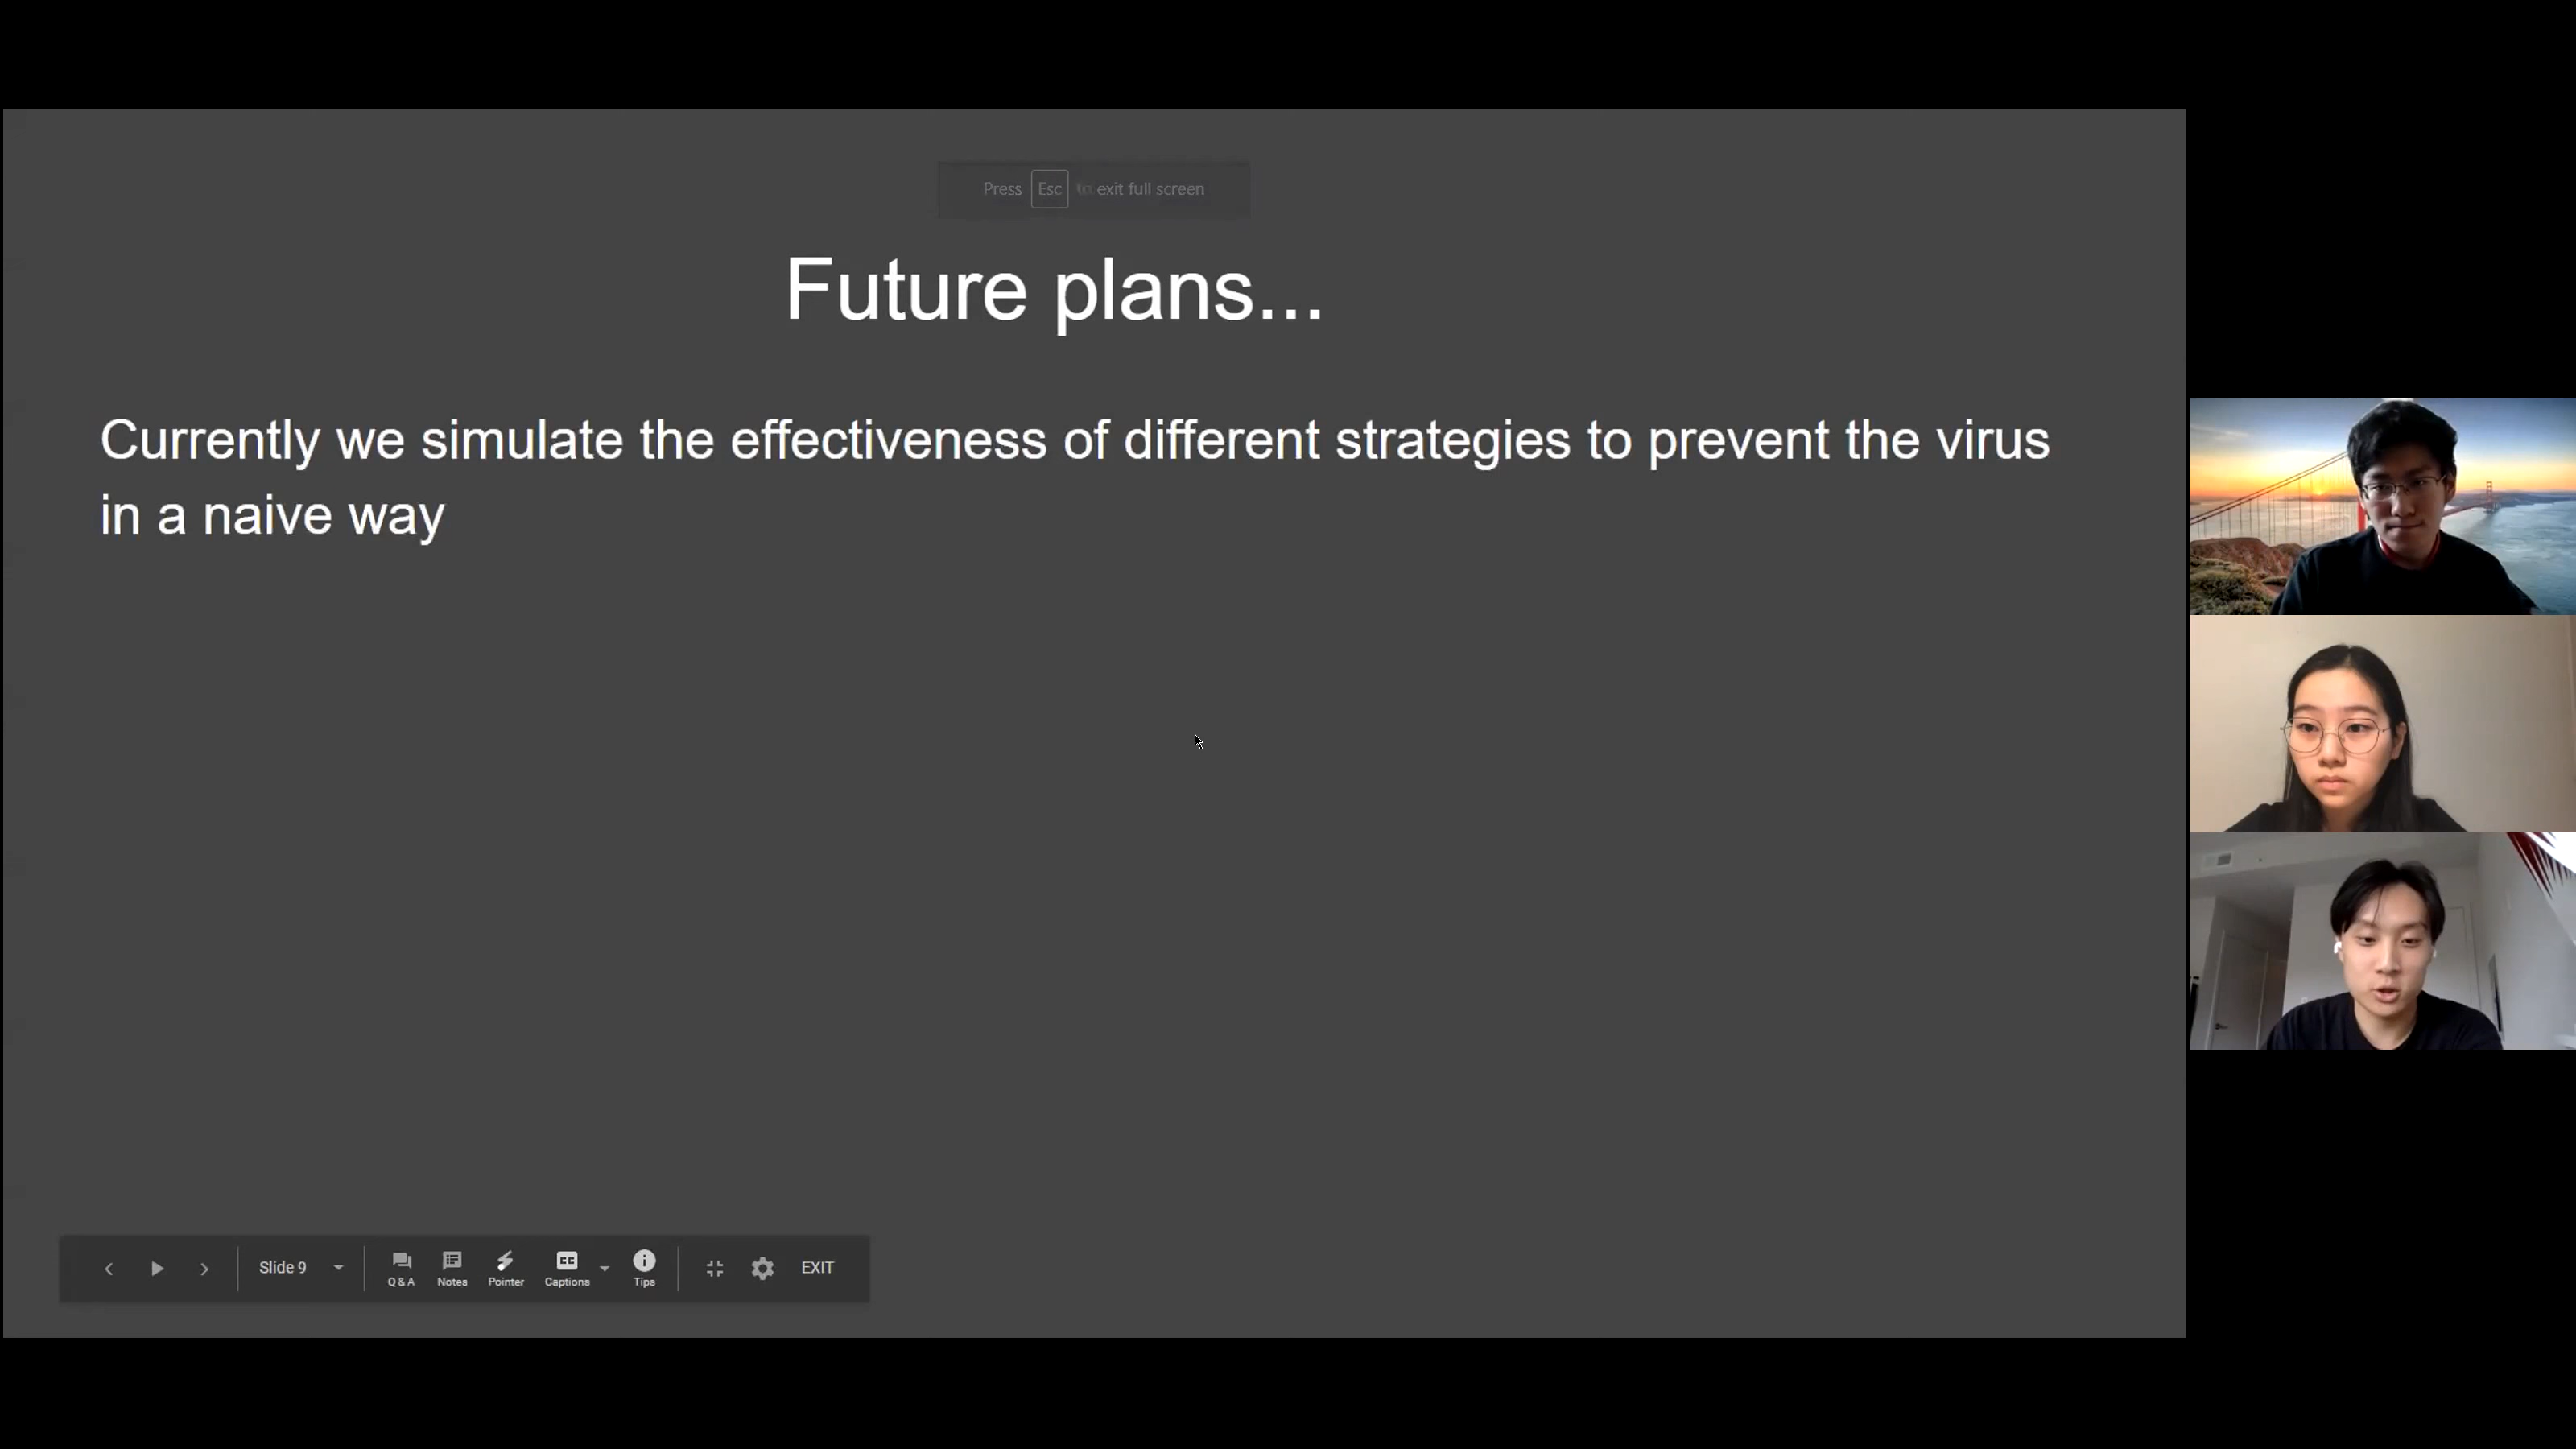 Press Esc to exit full screen
Future plans...
Currently we simulate the effectiveness of different strategies to prevent the virus
in a naive way
Slide 9
Q & A
Notes
Pointer
CC
Captions
Tips
EXIT